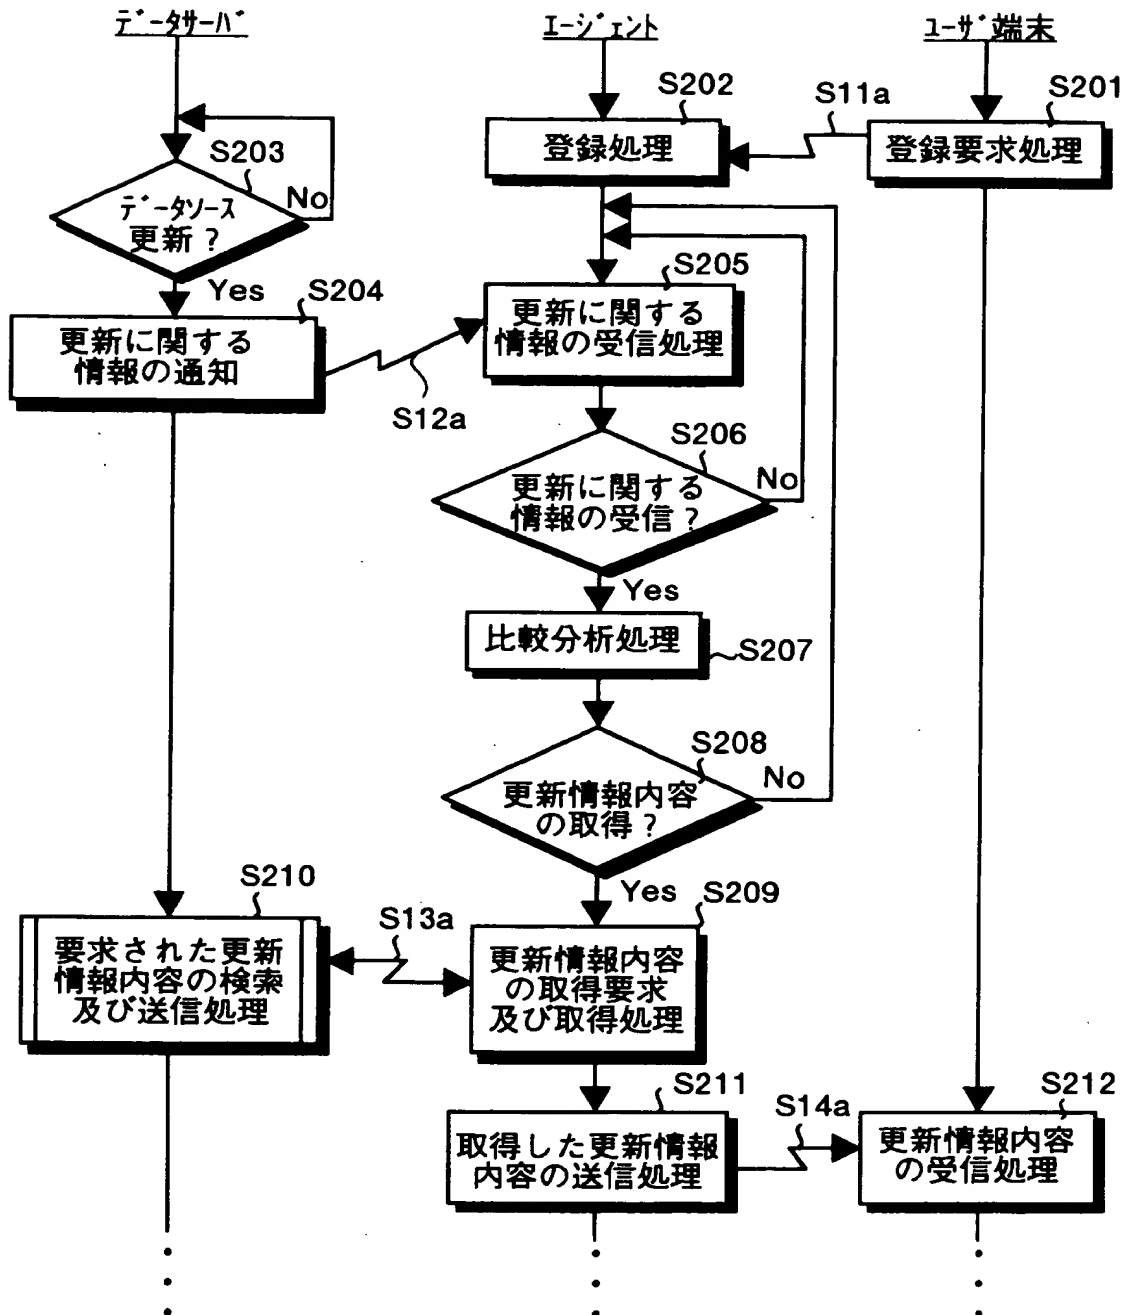 データサーバ
エージェント
ユーザ端末
S202
S11a
S201
登録処理
登録要求処理
S203
No
データソース
更新?
Yes
S204
S205
更新に関する
情報の通知
更新に関する
情報の受信処理
S12a
S206
No
更新に関する
情報の受信?
Yes
比較分析処理
S207
S208
No
更新情報内容
の取得?
Yes
S210
S13a
S209
要求された更新
情報内容の検索
及び送信処理
更新情報内容
の取得要求
及び取得処理
S211
S14a
S212
取得した更新情報
内容の送信処理
更新情報内容
の受信処理